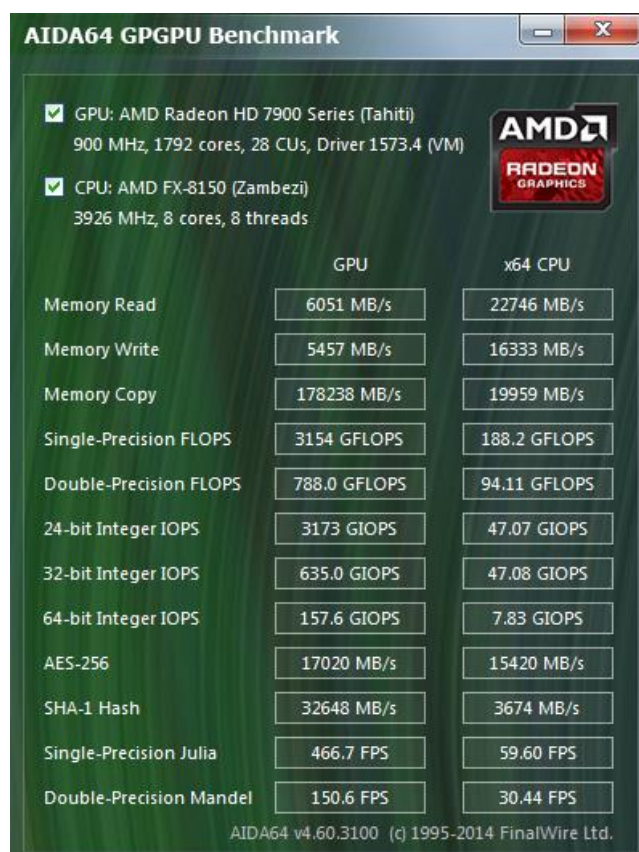 AIDA64 GPGPU Benchmark
GPU: AMD Radeon HD 7900 Series (Tahiti)
900 MHz, 1792 cores, 28 CUs, Driver 1573.4 (VM)
CPU: AMD FX-8150 (Zambezi)
3926 MHz, 8 cores, 8 threads
AMD
RADEON
GRAPHICS
GPU x64 CPU
Memory Read 6051 MB/s 22746 MB/s
Memory Write 5457 MB/s 16333 MB/s
Memory Copy 178238 MB/s 19959 MB/s
Single-Precision FLOPS 3154 GFLOPS 188.2 GFLOPS
Double-Precision FLOPS 788.0 GFLOPS 94.11 GFLOPS
24-bit Integer IOPS 3173 GIOPS 47.07 GIOPS
32-bit Integer IOPS 635.0 GIOPS 47.08 GIOPS
64-bit Integer IOPS 157.6 GIOPS 7.83 GIOPS
AES-256 17020 MB/s 15420 MB/s
SHA-1 Hash 32648 MB/s 3674 MB/s
Single-Precision Julia 466.7 FPS 59.60 FPS
Double-Precision Mandel 150.6 FPS 30.44 FPS
AIDA64 v4.60.3100 (c) 1995-2014 FinalWire Ltd.